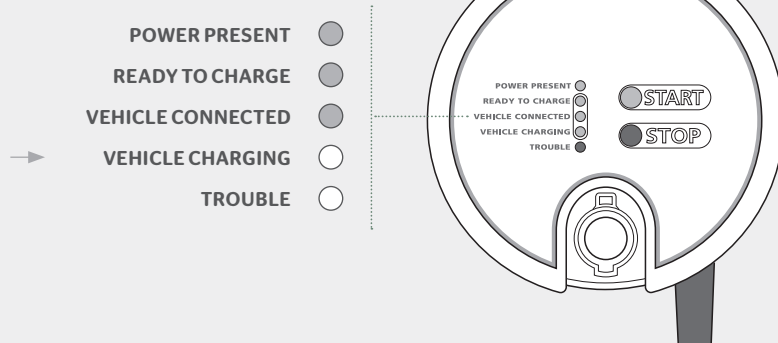 POWER PRESENT
READY TO CHARGE
VEHICLE CONNECTED
VEHICLE CHARGING
TROUBLE
POWER PRESENT
READY TO CHARGE
VEHICLE CONNECTED
VEHICLE CHARGING
TROUBLE
START
STOP